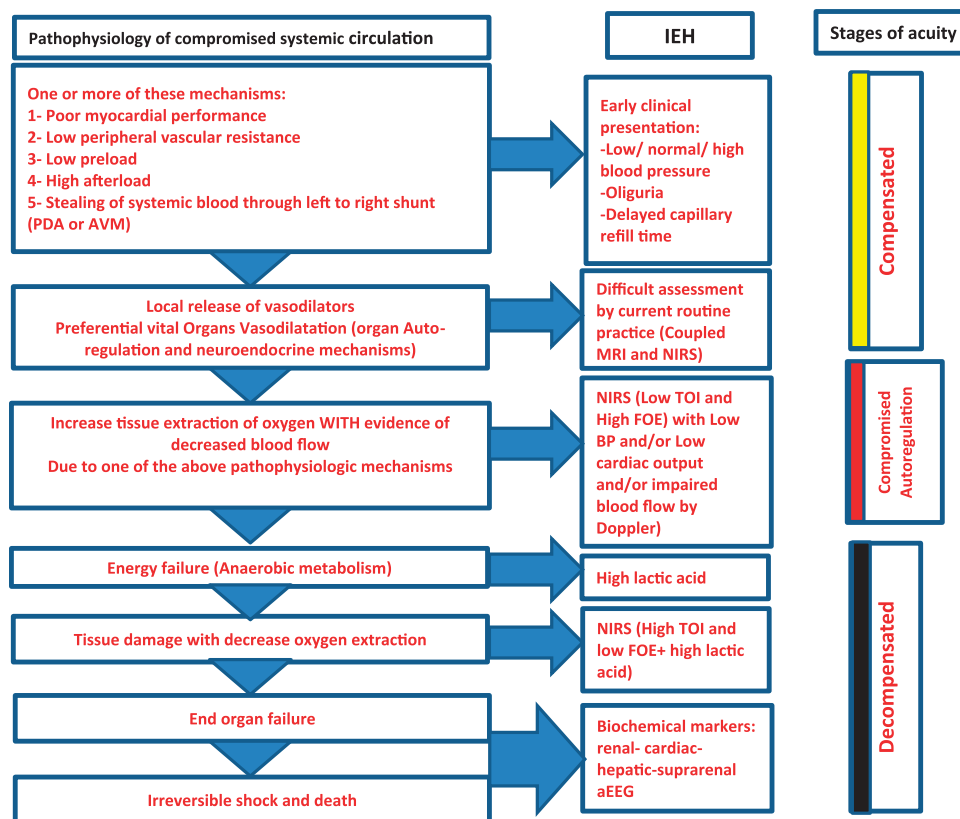 Pathophysiology of compromised systemic circulation
IEH
Stages of acuity
One or more of these mechanisms:
1- Poor myocardial performance
2- Low peripheral vascular resistance
3- Low preload
4- High afterload
5- Stealing of systemic blood through left to right shunt
(PDA or AVM)
Early clinical
presentation:
-Low/ normal/ high
blood pressure
-Oliguria
-Delayed capillary
refill time
Compensated
Local release of vasodilators
Preferential vital Organs Vasodilatation (organ Auto-
regulation and neuroendocrine mechanisms)
Difficult assessment
by current routine
practice (Coupled
MRI and NIRS)
Increase tissue extraction of oxygen WITH evidence of
decreased blood flow
Due to one of the above pathophysiologic mechanisms
NIRS (Low TOI and
High FOE) with Low
BP and/or Low
cardiac output
and/or impaired
blood flow by
Doppler)
Compromised
Autoregulation
Energy failure (Anaerobic metabolism)
High lactic acid
Tissue damage with decrease oxygen extraction
NIRS (High TOI and
low FOE+ high lactic
acid)
Decompensated
End organ failure
Biochemical markers:
renal- cardiac-
hepatic-suprarenal
aEEG
Irreversible shock and death